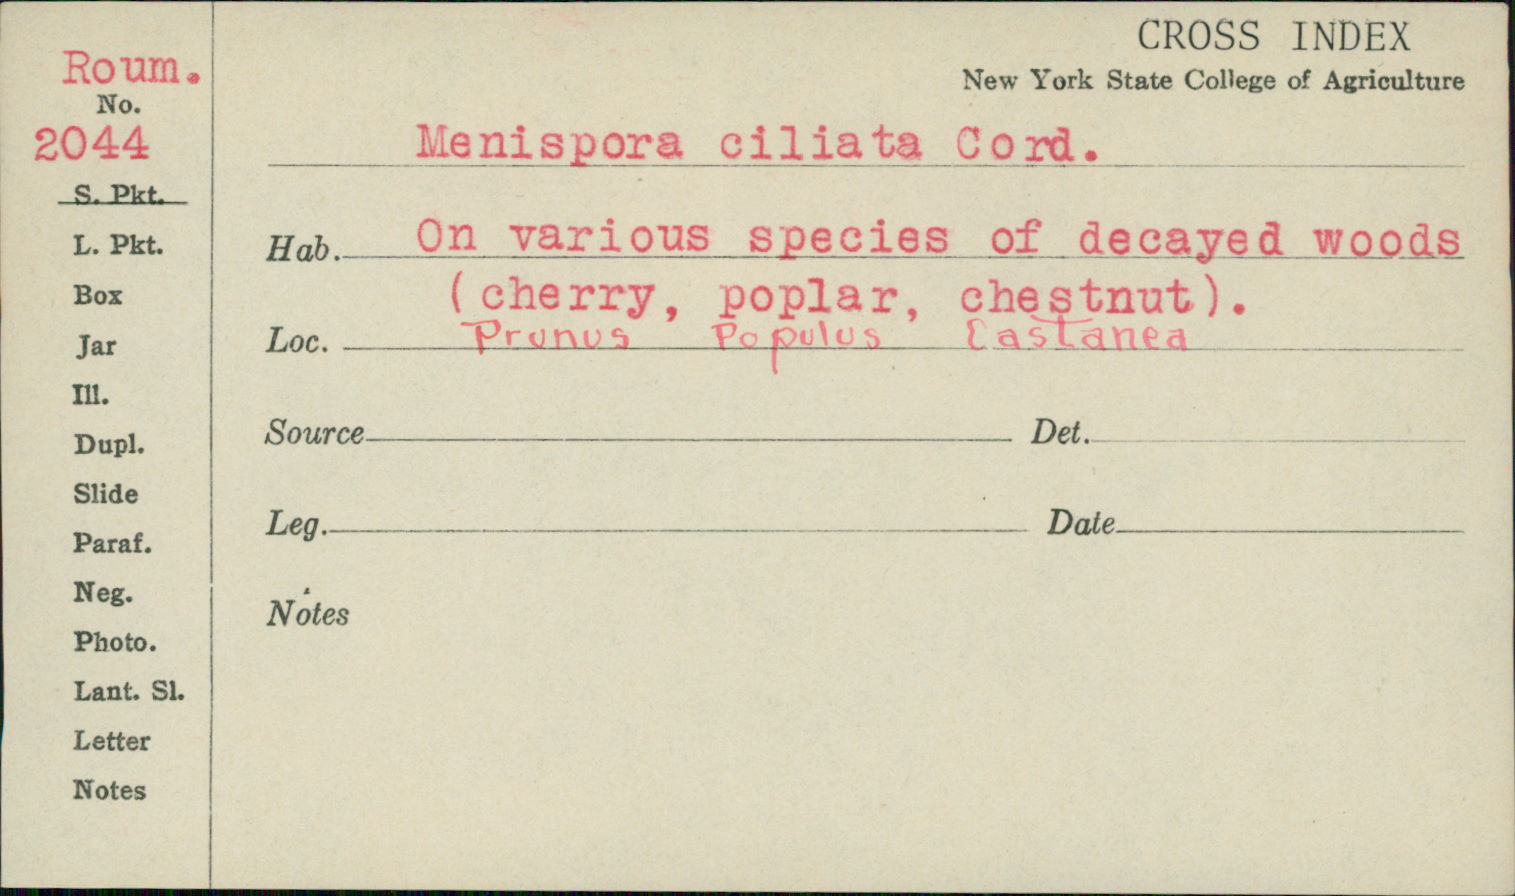 CROSS INDEX
New York State College of Agriculture
Roum.
No.
2044
S. Pkt.
L. Pkt.
Box
Jar
Ill.
Dupl.
Slide
Paraf.
Neg.
Photo.
Lant. Sl.
Letter
Notes
Menispora ciliata Cord.
Hab. On various species of decayed woods
(cherry, poplar, chestnut).
Loc. Prunus Populus Castanea
Source Det.
Leg. Date
Notes